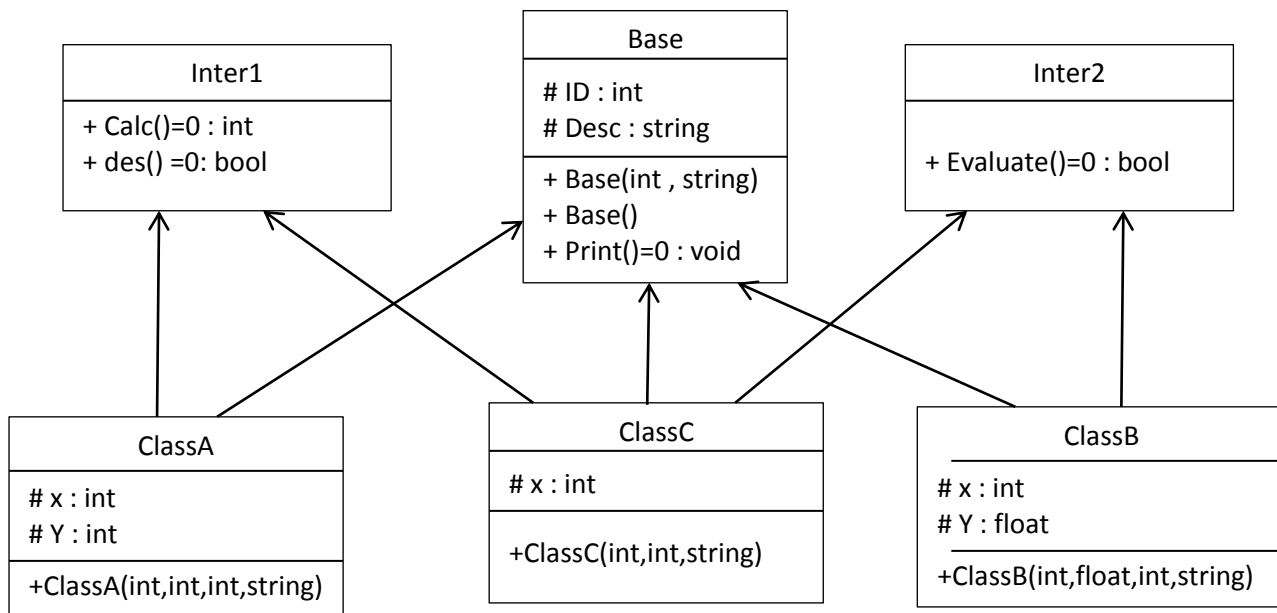 Inter1
+ Calc()=0 : int
+ des() =0: bool
Base
# ID : int
# Desc : string
+ Base(int , string)
+ Base()
+ Print()=0 : void
Inter2
+ Evaluate()=0 : bool
ClassA
# x : int
# Y : int
+ClassA(int,int,int,string)
ClassC
# x : int
+ClassC(int,int,string)
ClassB
# x : int
# Y : float
+ClassB(int,float,int,string)